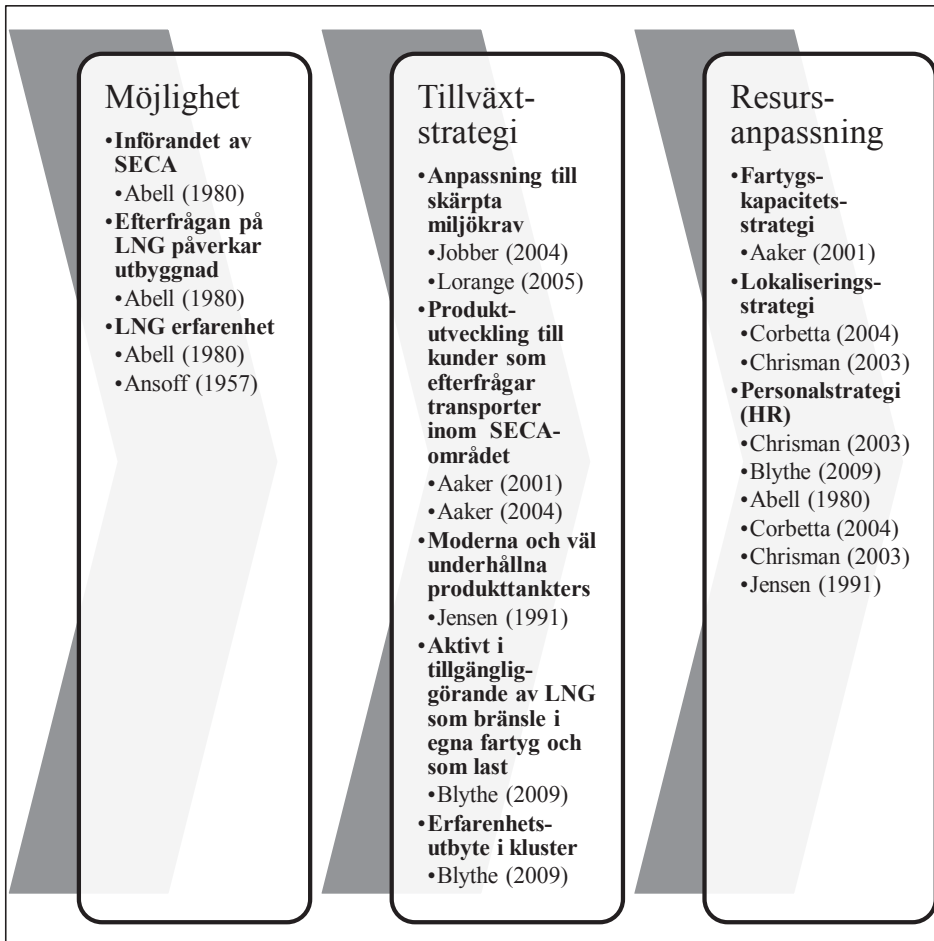 Möjlighet
•Införandet av
SECA
•Abell (1980)
•Efterfrågan på
LNG påverkar
utbyggnad
•Abell (1980)
•LNG erfarenhet
•Abell (1980)
•Ansoff (1957)
Tillväxt-
strategi
•Anpassning till
skärpta
miljökrav
•Jobber (2004)
•Lorange (2005)
•Produkt-
utveckling till
kunder som
efterfrågar
transporter
inom SECA-
området
•Aaker (2001)
•Aaker (2004)
•Moderna och väl
underhållna
produkttankters
•Jensen (1991)
•Aktivt i
tillgänglig-
görande av LNG
som bränsle i
egna fartyg och
som last
•Blythe (2009)
•Erfarenhets-
utbyte i kluster
•Blythe (2009)
Resurs-
anpassning
•Fartygs-
kapacitets-
strategi
•Aaker (2001)
•Lokaliserings-
strategi
•Corbetta (2004)
•Chrisman (2003)
•Personalstrategi
(HR)
•Chrisman (2003)
•Blythe (2009)
•Abell (1980)
•Corbetta (2004)
•Chrisman (2003)
•Jensen (1991)